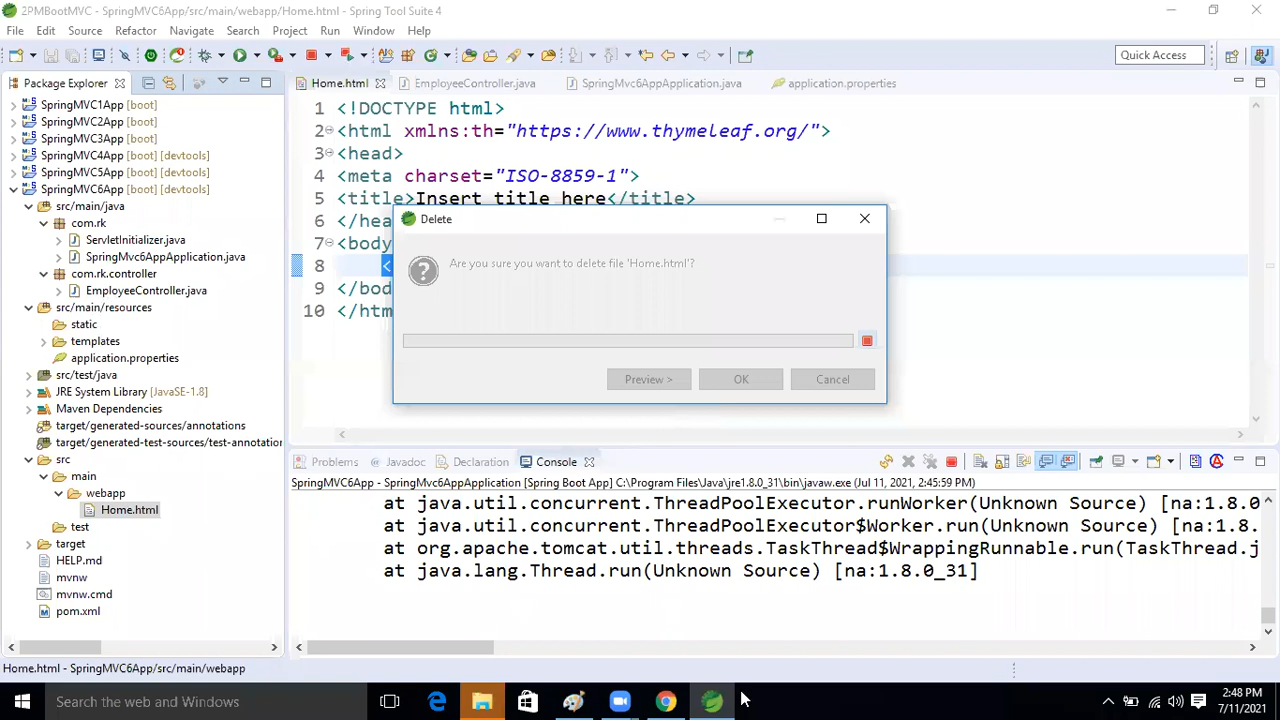 2PMBootMVC - SpringMVC6App/src/main/webapp/Home.html - Spring Tool Suite 4
File Edit Source Refactor Navigate Search Project Run Window Help
Quick Access
Package Explorer
SpringMVC1App [boot]
SpringMVC2App [boot]
SpringMVC3App [boot]
SpringMVC4App [boot] [devtools]
SpringMVC5App [boot] [devtools]
SpringMVC6App [boot] [devtools]
src/main/java
com.rk
ServletInitializer.java
SpringMvc6AppApplication.java
com.rk.controller
EmployeeController.java
src/main/resources
static
templates
application.properties
src/test/java
JRE System Library [JavaSE-1.8]
Maven Dependencies
target/generated-sources/annotations
target/generated-test-sources/test-annotatior
src
main
webapp
Home.html
test
target
HELP.md
mvnw
mvnw.cmd
pom.xml
Home.html EmployeeController.java SpringMvc6AppApplication.java application.properties
1 <!DOCTYPE html>
2 <html xmlns:th="https://www.thymeleaf.org/">
3 <head>
4 <meta charset="ISO-8859-1">
5 <title>Insert title here</title>
6 </hea
7 <body
8 <
9 </bod
10 </htm
Delete
Are you sure you want to delete file 'Home.html'?
Preview > OK Cancel
Problems Javadoc Declaration Console
SpringMVC6App - SpringMvc6AppApplication [Spring Boot App] C:\Program Files\Java\jre1.8.0_31\bin\javaw.exe (Jul 11, 2021, 2:45:59 PM)
at java.util.concurrent.ThreadPoolExecutor.runWorker(Unknown Source) [na:1.8.0
at java.util.concurrent.ThreadPoolExecutor$Worker.run(Unknown Source) [na:1.8.
at org.apache.tomcat.util.threads.TaskThread$WrappingRunnable.run(TaskThread.j
at java.lang.Thread.run(Unknown Source) [na:1.8.0_31]
Home.html - SpringMVC6App/src/main/webapp
Search the web and Windows
2:48 PM
7/11/2021